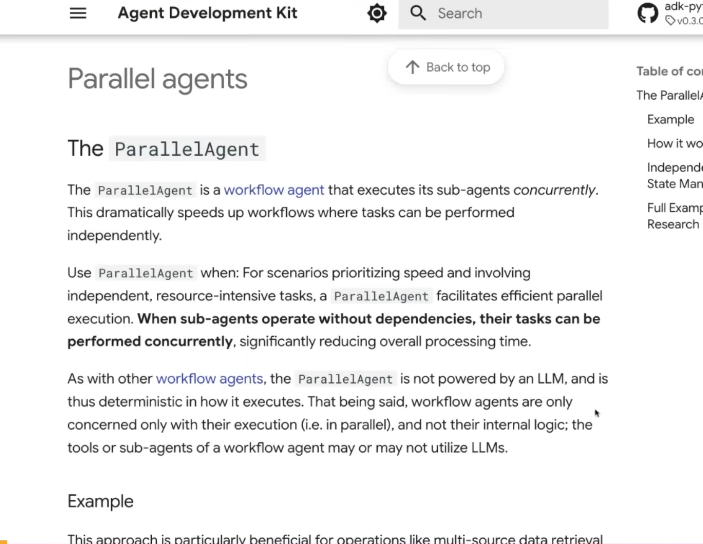 Agent Development Kit
Search
adk-py
v0.3.0
Parallel agents
Back to top
Table of co
The ParallelA
Example
How it wo
Independe
State Man
Full Examp
Research
The ParallelAgent
The ParallelAgent is a workflow agent that executes its sub-agents concurrently.
This dramatically speeds up workflows where tasks can be performed
independently.
Use ParallelAgent when: For scenarios prioritizing speed and involving
independent, resource-intensive tasks, a ParallelAgent facilitates efficient parallel
execution. When sub-agents operate without dependencies, their tasks can be
performed concurrently, significantly reducing overall processing time.
As with other workflow agents, the ParallelAgent is not powered by an LLM, and is
thus deterministic in how it executes. That being said, workflow agents are only
concerned only with their execution (i.e. in parallel), and not their internal logic; the
tools or sub-agents of a workflow agent may or may not utilize LLMs.
Example
This approach is particularly beneficial for operations like multi-source data retrieval